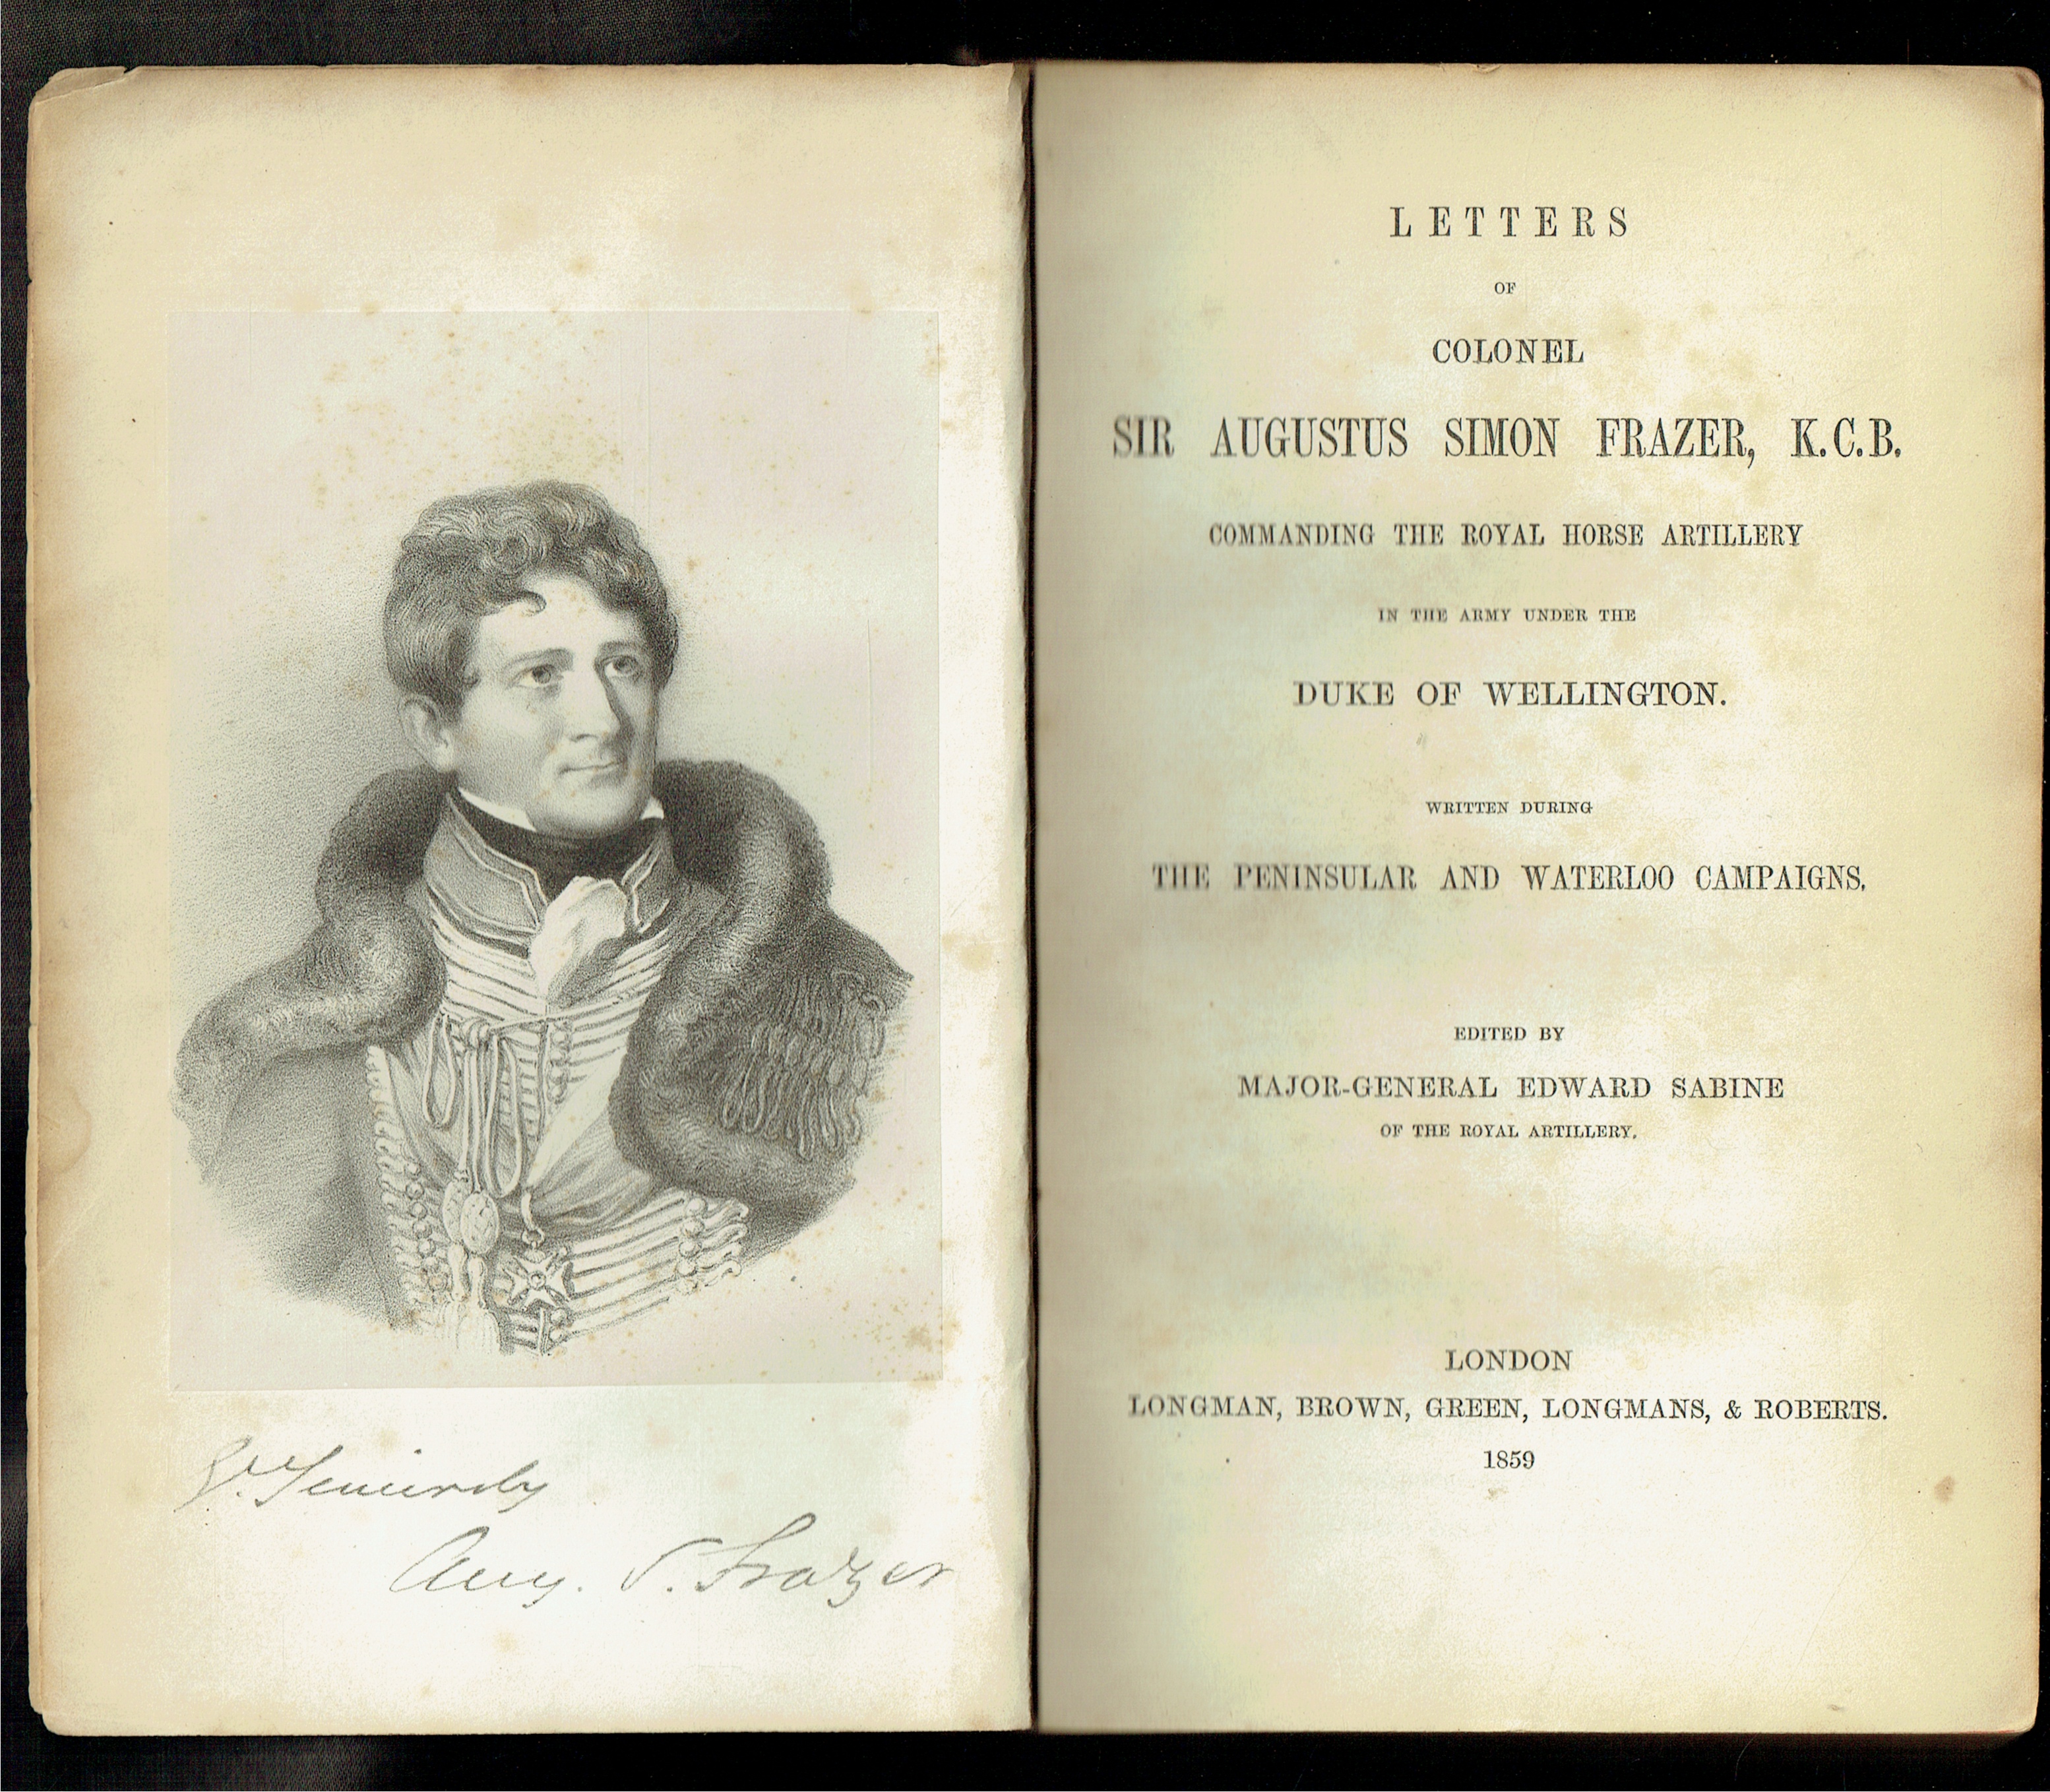 Yrs. Sincerely
Aug. S. Frazer
LETTERS
OF
COLONEL
SIR AUGUSTUS SIMON FRAZER, K.C.B.
COMMANDING THE ROYAL HORSE ARTILLERY
IN THE ARMY UNDER THE
DUKE OF WELLINGTON.
WRITTEN DURING
THE PENINSULAR AND WATERLOO CAMPAIGNS.
EDITED BY
MAJOR-GENERAL EDWARD SABINE
OF THE ROYAL ARTILLERY.
LONDON
LONGMAN, BROWN, GREEN, LONGMANS, & ROBERTS.
1859